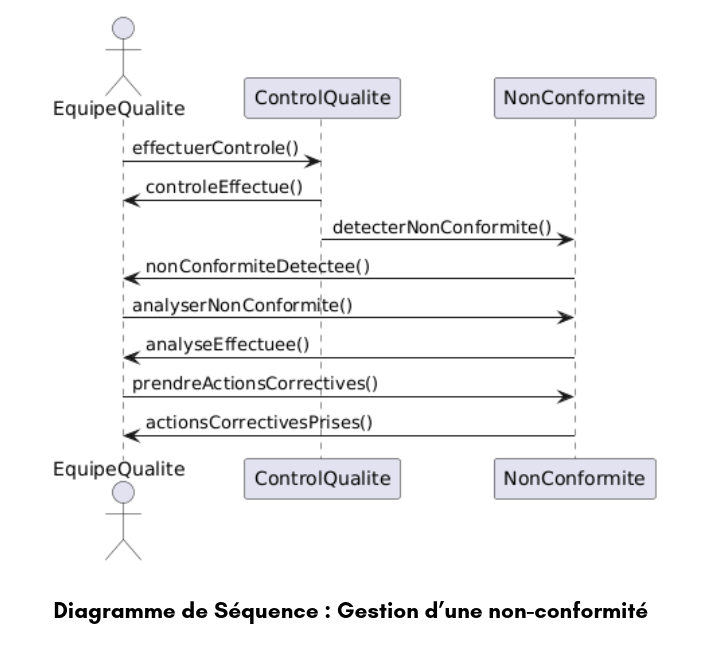 EquipeQualite
ControlQualite
NonConformite
effectuerControle()
controleEffectue()
detecterNonConformite()
nonConformiteDetectee()
analyserNonConformite()
analyseEffectuee()
prendreActionsCorrectives()
actionsCorrectivesPrises()
EquipeQualite
ControlQualite
NonConformite
Diagramme de Séquence : Gestion d’une non-conformité